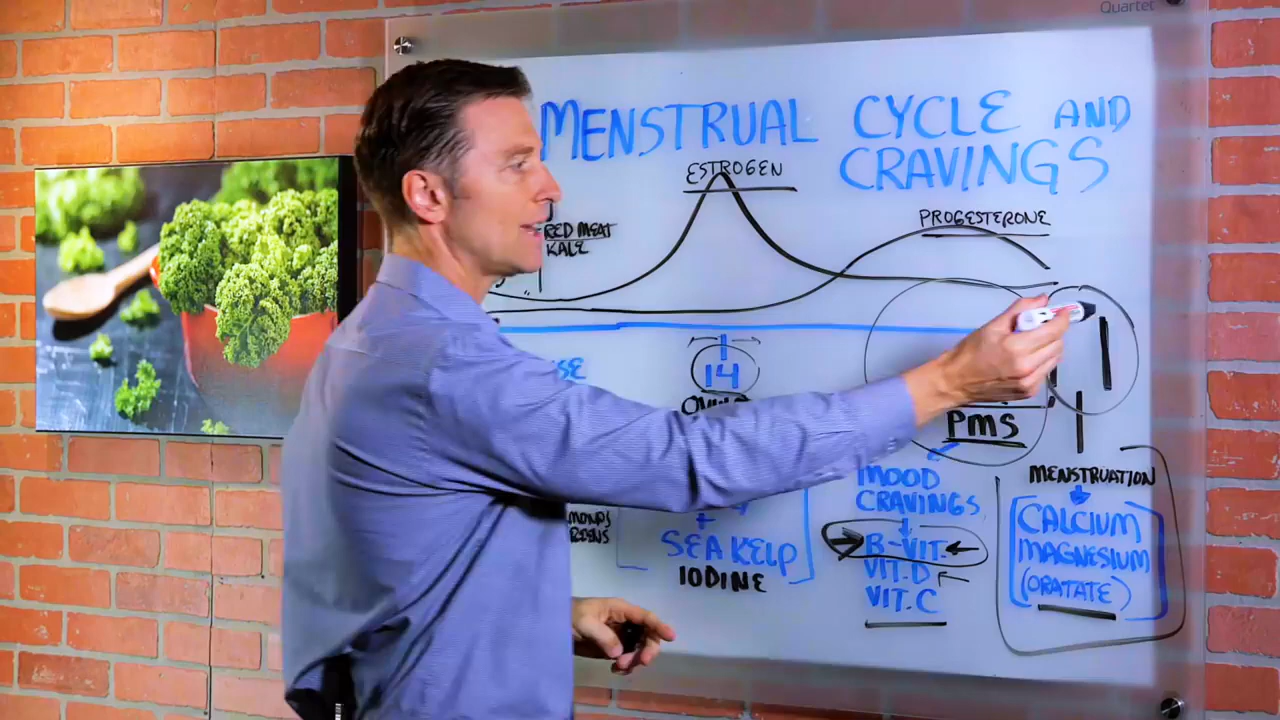 Quartet
MENSTRUAL CYCLE AND
CRAVINGS
ESTROGEN
PROGESTERONE
RED MEAT
KALE
14
PMS
MENSTRUATION
MOOD
CRAVINGS
CALCIUM
MAGNESIUM
(ORATATE)
B-VIT.
VIT.D
VIT.C
SEA KELP
IODINE